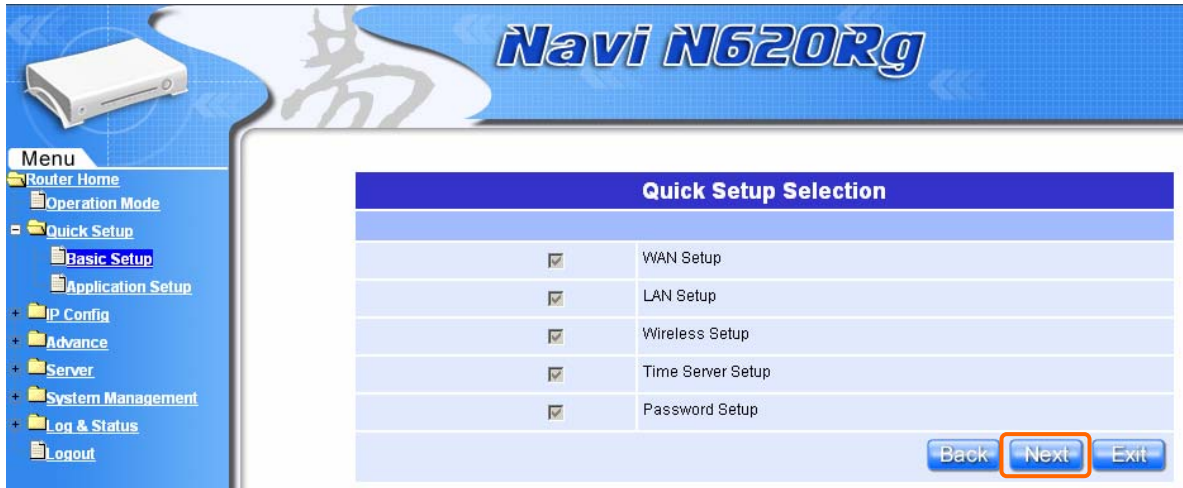 易
Navi N620Rg
Menu
Router Home
Operation Mode
Quick Setup
Basic Setup
Application Setup
IP Config
Advance
Server
System Management
Log & Status
Logout
Quick Setup Selection
WAN Setup
LAN Setup
Wireless Setup
Time Server Setup
Password Setup
Back Next Exit